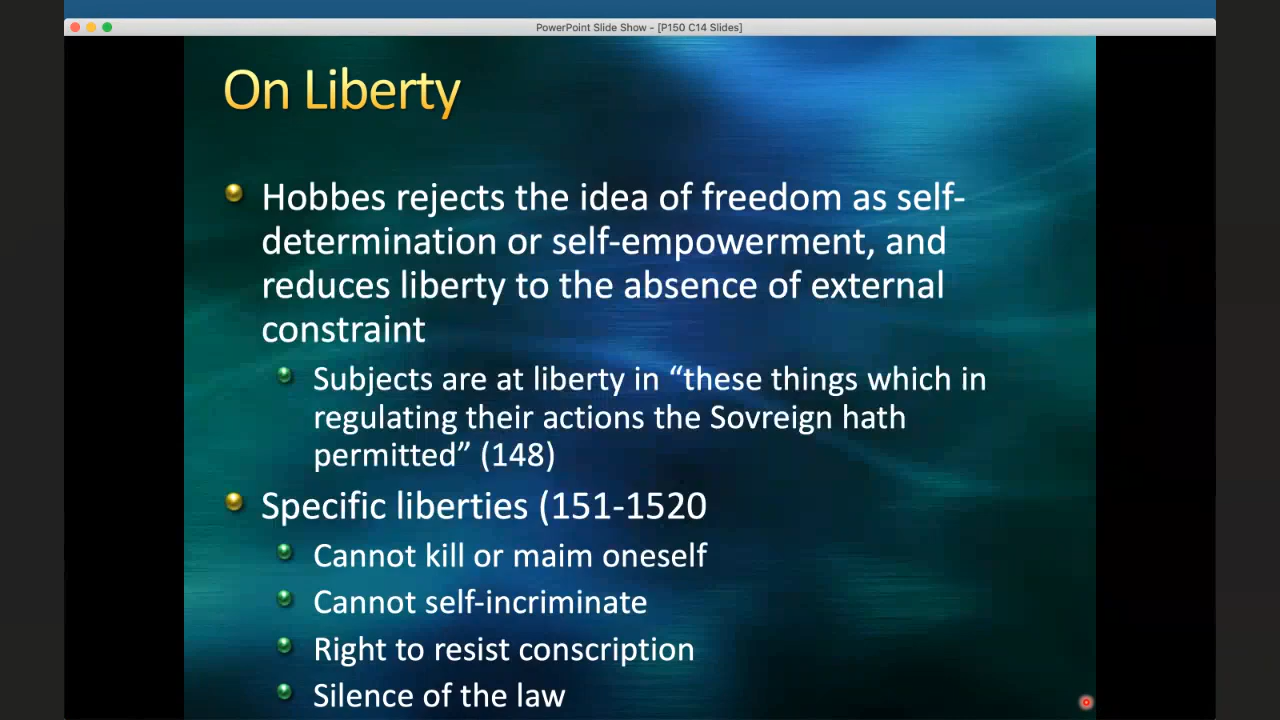 PowerPoint Slide Show - [P150 C14 Slides]
On Liberty
Hobbes rejects the idea of freedom as self-
determination or self-empowerment, and
reduces liberty to the absence of external
constraint
Subjects are at liberty in “these things which in
regulating their actions the Sovreign hath
permitted” (148)
Specific liberties (151-1520
Cannot kill or maim oneself
Cannot self-incriminate
Right to resist conscription
Silence of the law